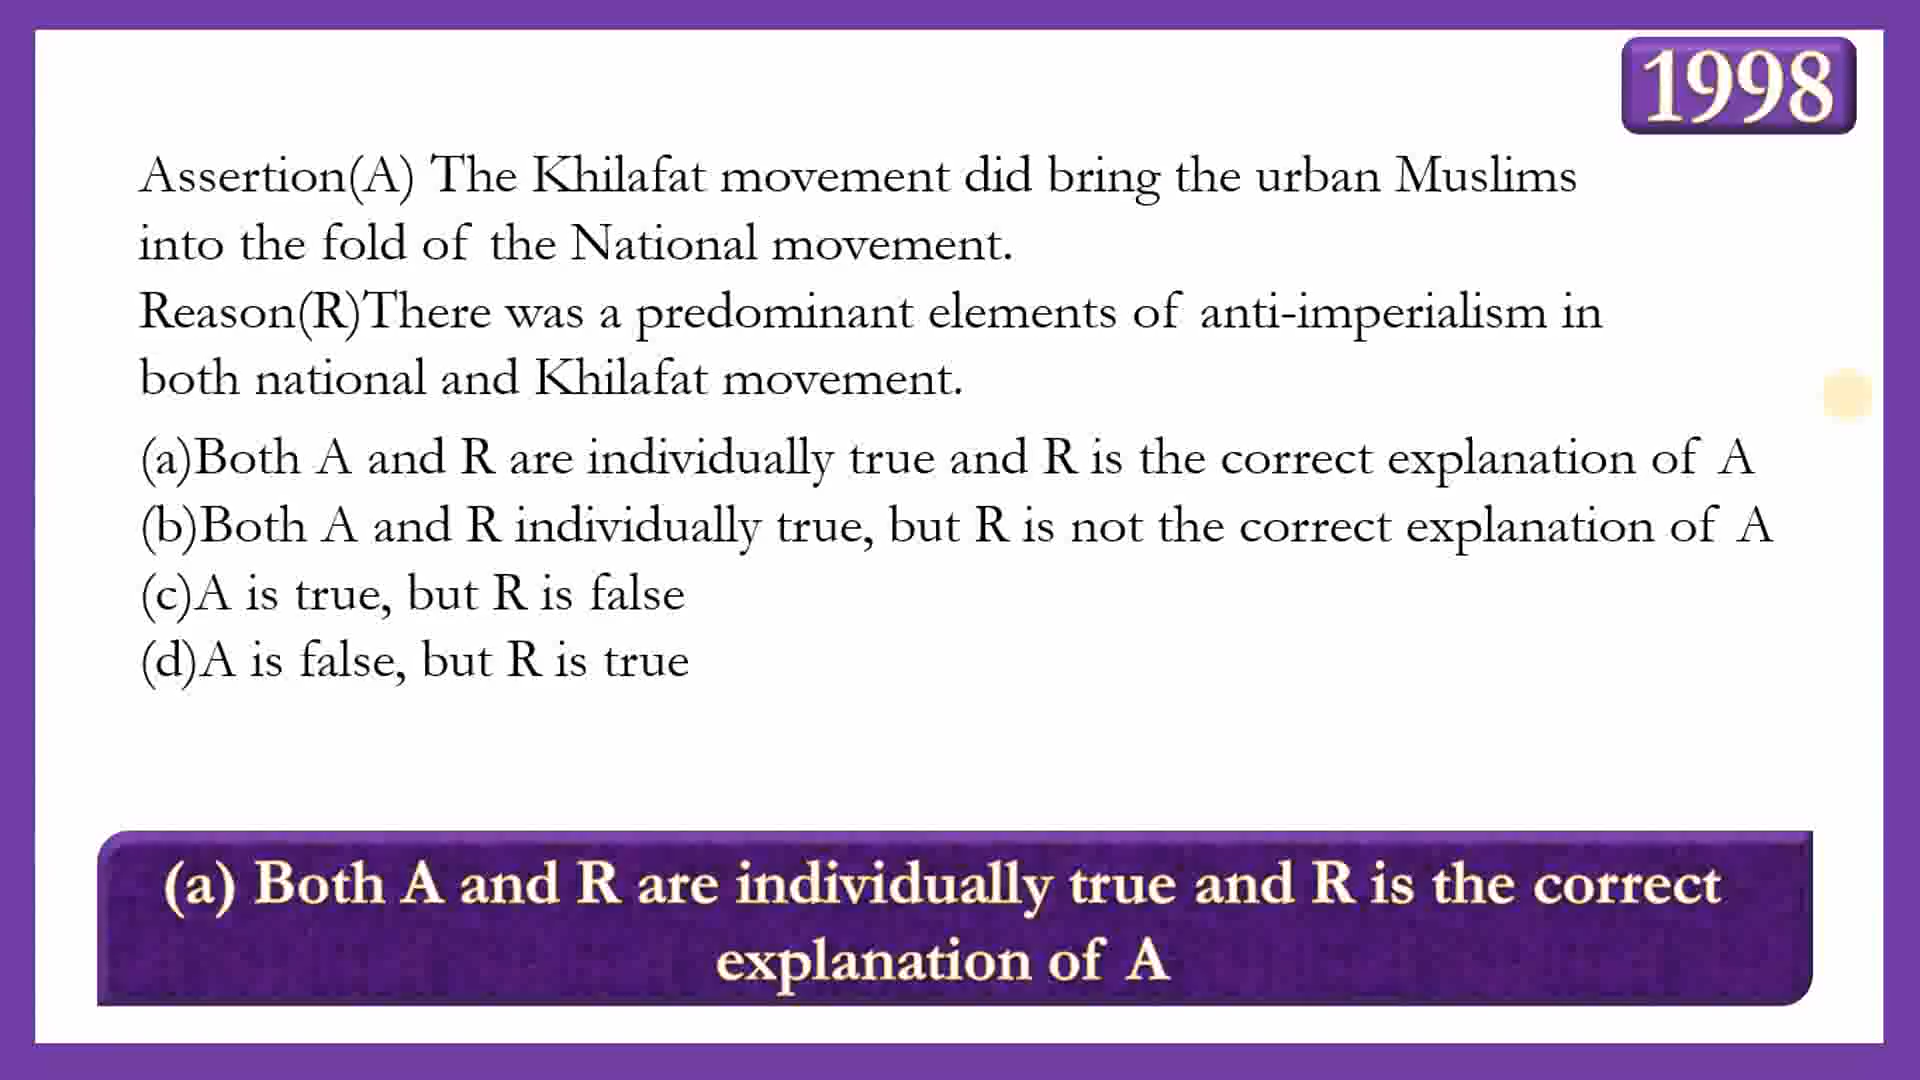 1998
Assertion(A) The Khilafat movement did bring the urban Muslims
into the fold of the National movement.
Reason(R)There was a predominant elements of anti-imperialism in
both national and Khilafat movement.
(a)Both A and R are individually true and R is the correct explanation of A
(b)Both A and R individually true, but R is not the correct explanation of A
(c)A is true, but R is false
(d)A is false, but R is true
(a) Both A and R are individually true and R is the correct
explanation of A